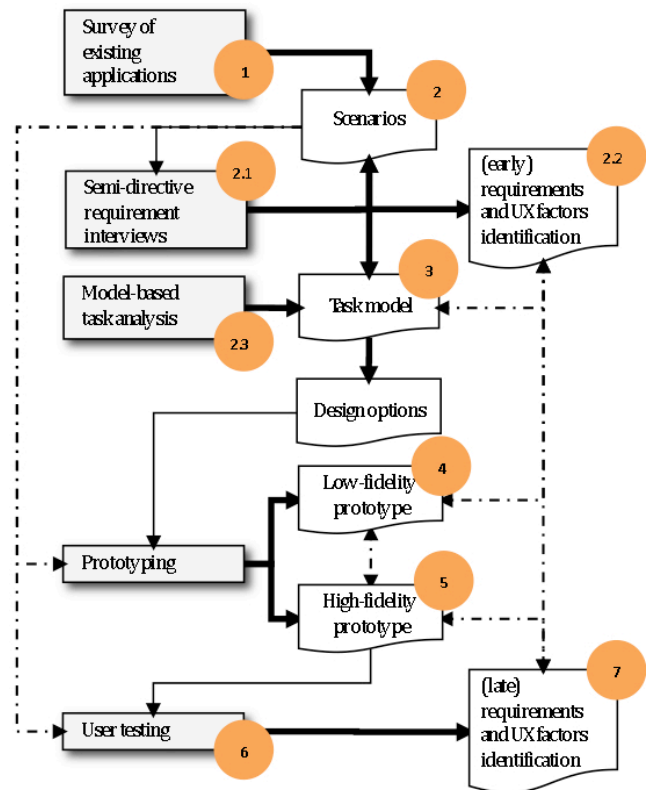 Survey of
existing
applications
1
2
Scenarios
2.1
Semi-directive
requirement
interviews
2.2
(early)
requirements
and UX factors
identification
Model-based
task analysis
2.3
3
Task model
Design options
4
Low-fidelity
prototype
Prototyping
5
High-fidelity
prototype
User testing
6
7
(late)
requirements
and UX factors
identification